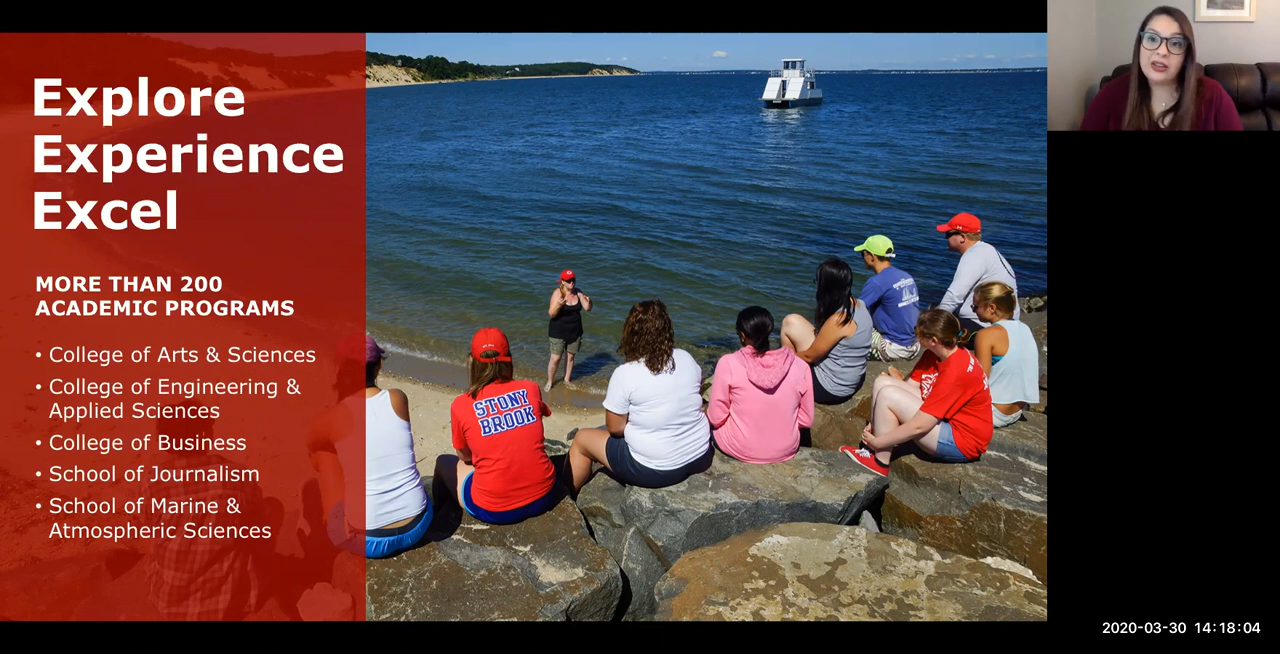 Explore
Experience
Excel
MORE THAN 200
ACADEMIC PROGRAMS
• College of Arts & Sciences
• College of Engineering &
Applied Sciences
• College of Business
• School of Journalism
• School of Marine &
Atmospheric Sciences
STONY
BROOK
2020-03-30 14:18:04